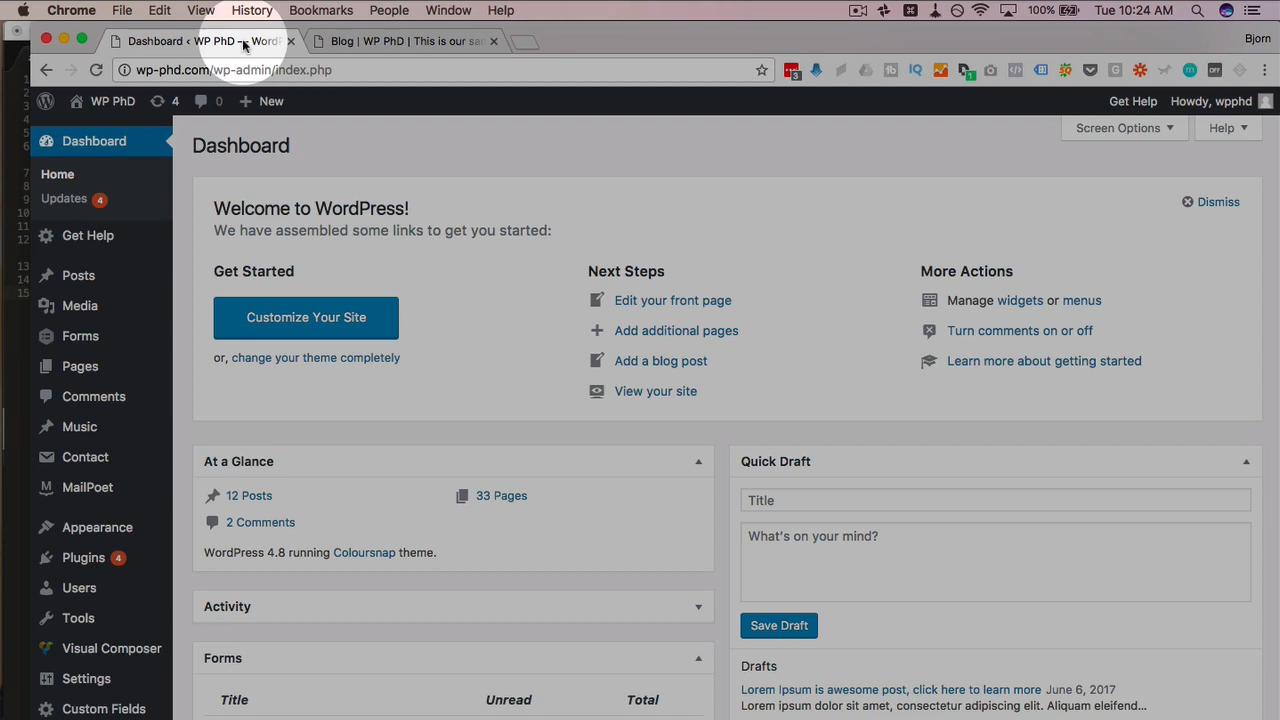 Chrome File Edit View History Bookmarks People Window Help 100% Tue 10:24 AM
Dashboard ‹ WP PhD — Word Blog | WP PhD | This is our sa Bjorn
wp-phd.com/wp-admin/index.php
WP PhD 4 0 New Get Help Howdy, wpphd
Dashboard
Home
Updates 4
Get Help
Posts
Media
Forms
Pages
Comments
Music
Contact
MailPoet
Appearance
Plugins 4
Users
Tools
Visual Composer
Settings
Custom Fields
Screen Options Help
Dashboard
Welcome to WordPress!
Dismiss
We have assembled some links to get you started:
Get Started
Customize Your Site
or, change your theme completely
Next Steps
Edit your front page
Add additional pages
Add a blog post
View your site
More Actions
Manage widgets or menus
Turn comments on or off
Learn more about getting started
At a Glance
12 Posts 33 Pages
2 Comments
WordPress 4.8 running Coloursnap theme.
Activity
Forms
Title Unread Total
Quick Draft
Title
What's on your mind?
Save Draft
Drafts
Lorem Ipsum is awesome post, click here to learn more June 6, 2017
Lorem ipsum dolor sit amet, consectetur adipiscing elit. Aliquam eleifend...